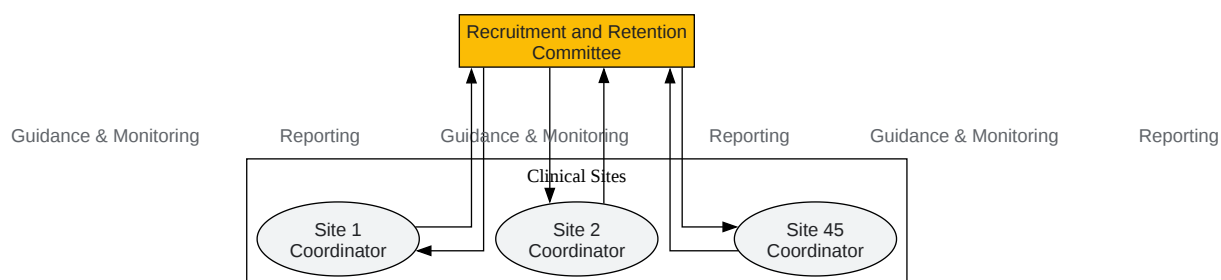 Recruitment and Retention
Committee
Guidance & Monitoring
Reporting
Guidance & Monitoring
Reporting
Guidance & Monitoring
Reporting
Clinical Sites
Site 1
Coordinator
Site 2
Coordinator
Site 45
Coordinator